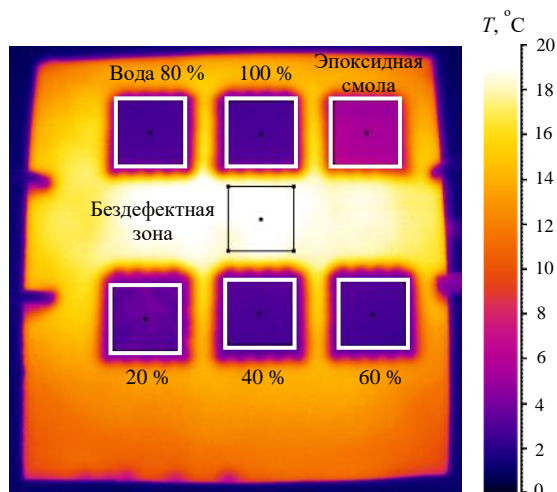 T, °C
Вода 80 %
100 %
Эпоксидная
смола
Бездефектная
зона
20 %
40 %
60 %
20
18
16
14
12
10
8
6
4
2
0